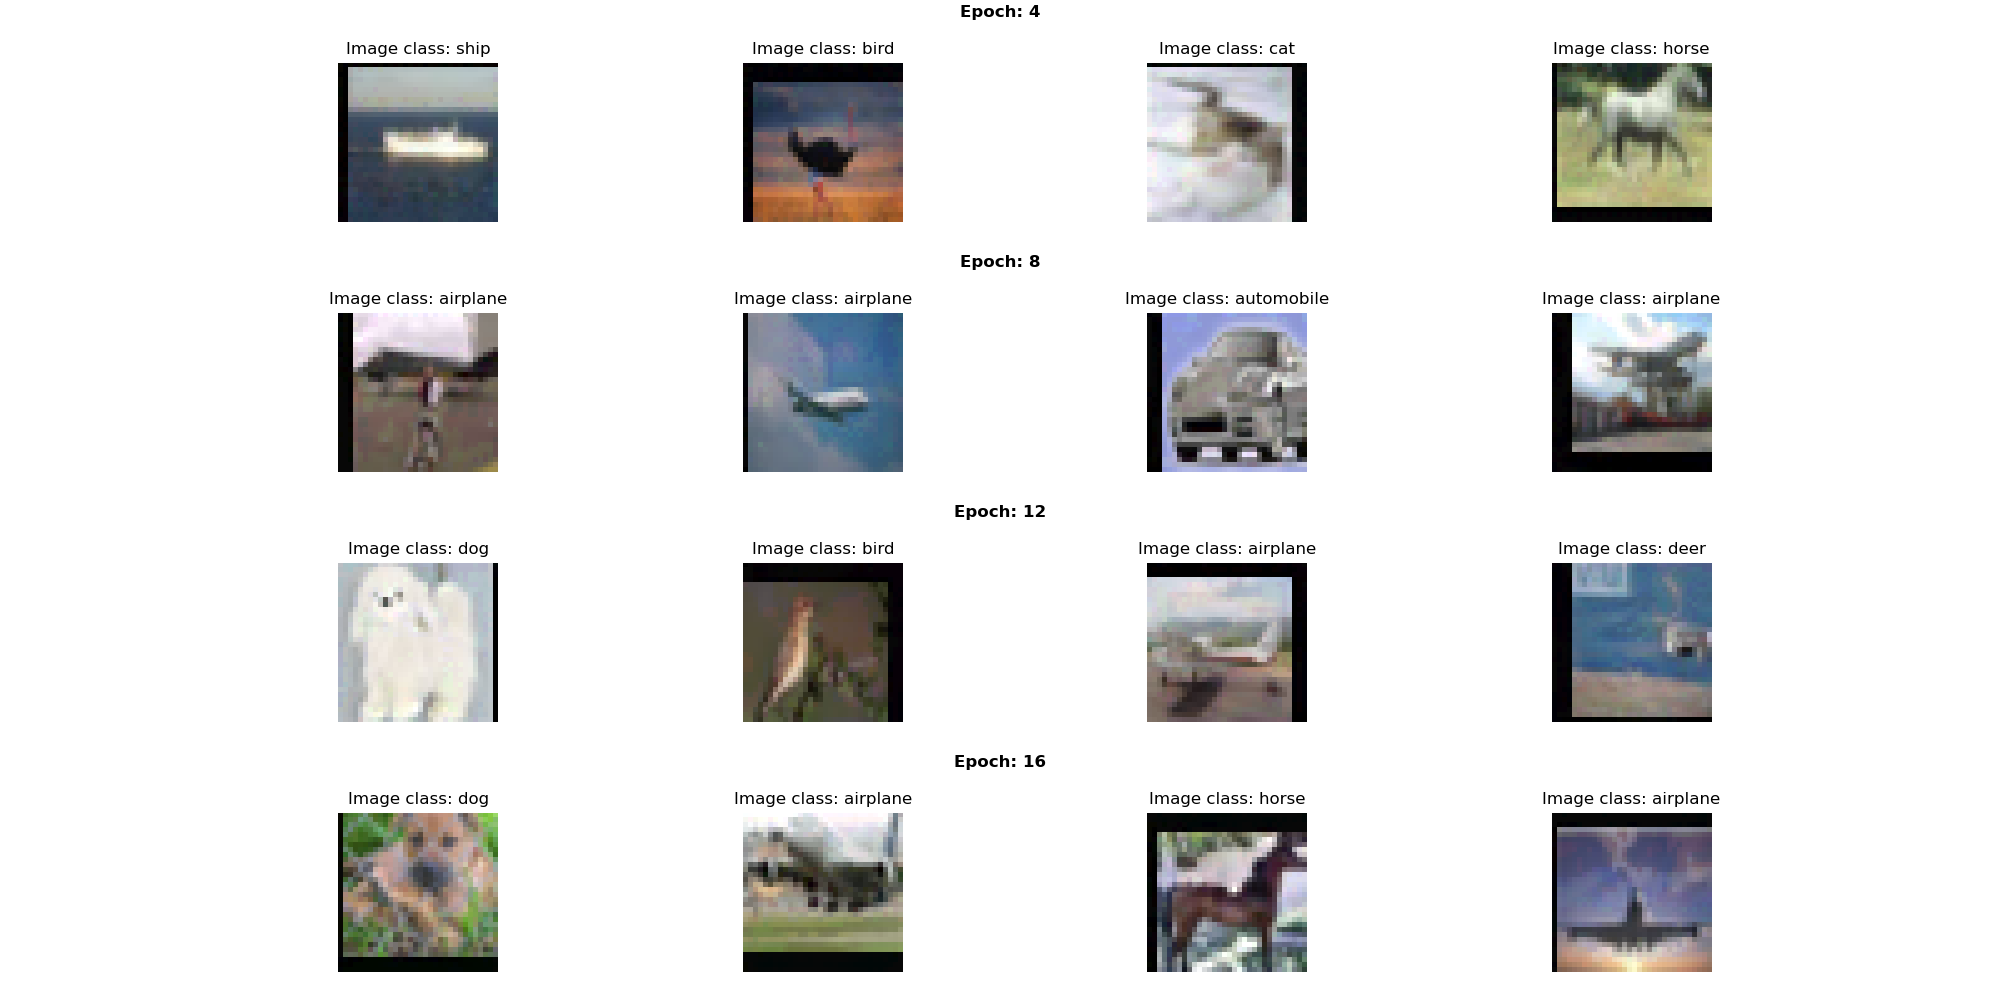 Epoch: 4
Image class: ship
Image class: bird
Image class: cat
Image class: horse
Epoch: 8
Image class: airplane
Image class: airplane
Image class: automobile
Image class: airplane
Epoch: 12
Image class: dog
Image class: bird
Image class: airplane
Image class: deer
Epoch: 16
Image class: dog
Image class: airplane
Image class: horse
Image class: airplane